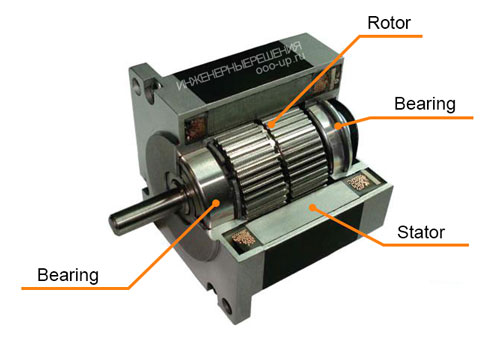 Rotor
ИНЖЕНЕРНЫЕРЕШЕНИЯ
ooo-up.ru
Bearing
Stator
Bearing